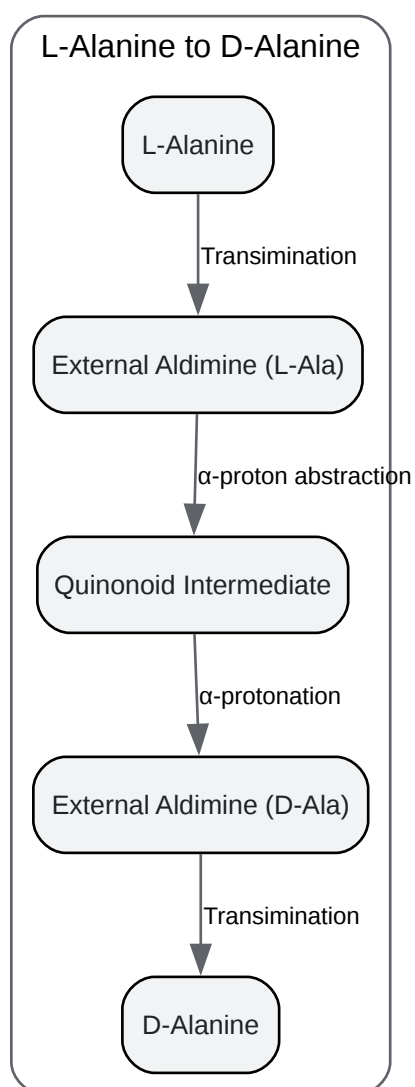 L-Alanine to D-Alanine
L-Alanine
Transimination
External Aldimine (L-Ala)
α-proton abstraction
Quinonoid Intermediate
α-protonation
External Aldimine (D-Ala)
Transimination
D-Alanine